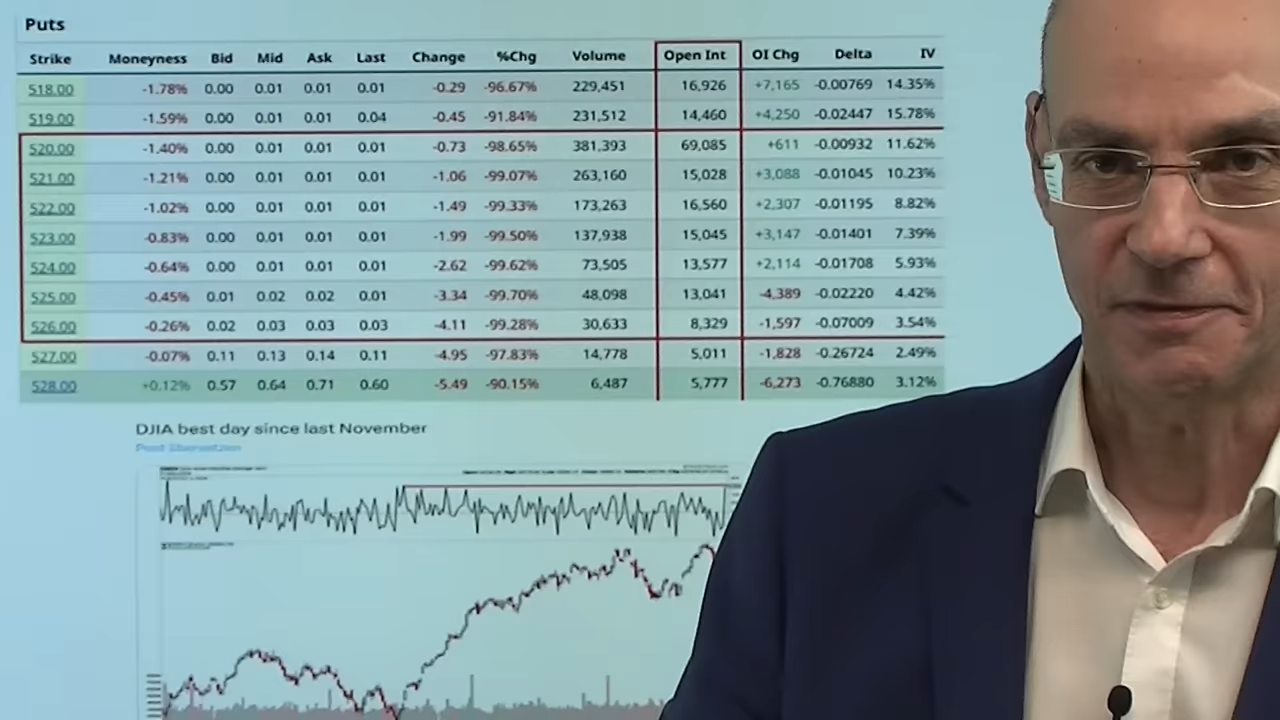 Puts
Strike Moneyness Bid Mid Ask Last Change %Chg Volume Open Int OI Chg Delta IV
518.00 -1.78% 0.00 0.01 0.01 0.01 -0.29 -96.67% 229,451 16,926 +7,165 -0.00769 14.35%
519.00 -1.59% 0.00 0.01 0.01 0.04 -0.45 -91.84% 231,512 14,460 +4,250 -0.02447 15.78%
520.00 -1.40% 0.00 0.01 0.01 0.01 -0.73 -98.65% 381,393 69,085 +611 -0.00932 11.62%
521.00 -1.21% 0.00 0.01 0.01 0.01 -1.06 -99.07% 263,160 15,028 +3,088 -0.01045 10.23%
522.00 -1.02% 0.00 0.01 0.01 0.01 -1.49 -99.33% 173,263 16,560 +2,307 -0.01195 8.82%
523.00 -0.83% 0.00 0.01 0.01 0.01 -1.99 -99.50% 137,938 15,045 +3,147 -0.01401 7.39%
524.00 -0.64% 0.00 0.01 0.01 0.01 -2.62 -99.62% 73,505 13,577 +2,114 -0.01708 5.93%
525.00 -0.45% 0.01 0.02 0.02 0.01 -3.34 -99.70% 48,098 13,041 -4,389 -0.02220 4.42%
526.00 -0.26% 0.02 0.03 0.03 0.03 -4.11 -99.28% 30,633 8,329 -1,597 -0.07009 3.54%
527.00 -0.07% 0.11 0.13 0.14 0.11 -4.95 -97.83% 14,778 5,011 -1,828 -0.26724 2.49%
528.00 +0.12% 0.57 0.64 0.71 0.60 -5.49 -90.15% 6,487 5,777 -6,273 -0.76880 3.12%
DJIA best day since last November
Post